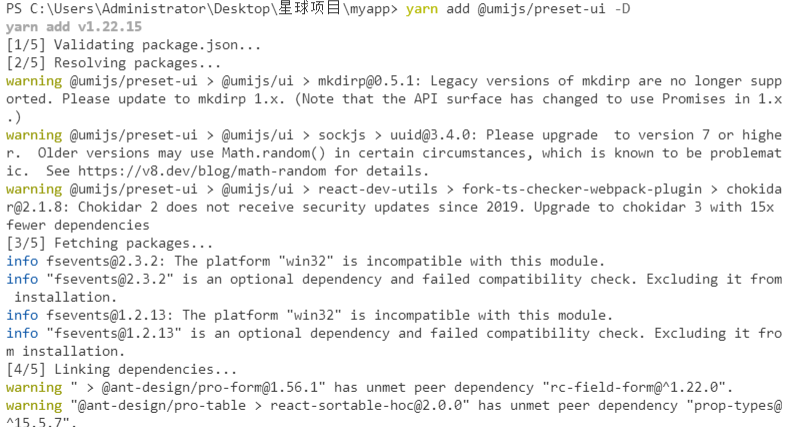 PS C:\Users\Administrator\Desktop\星球项目\myapp> yarn add @umijs/preset-ui -D
yarn add v1.22.15
[1/5] Validating package.json...
[2/5] Resolving packages...
warning @umijs/preset-ui > @umijs/ui > mkdirp@0.5.1: Legacy versions of mkdirp are no longer supp
orted. Please update to mkdirp 1.x. (Note that the API surface has changed to use Promises in 1.x
.)
warning @umijs/preset-ui > @umijs/ui > sockjs > uuid@3.4.0: Please upgrade  to version 7 or highe
r.  Older versions may use Math.random() in certain circumstances, which is known to be problemat
ic.  See https://v8.dev/blog/math-random for details.
warning @umijs/preset-ui > @umijs/ui > react-dev-utils > fork-ts-checker-webpack-plugin > chokida
r@2.1.8: Chokidar 2 does not receive security updates since 2019. Upgrade to chokidar 3 with 15x
fewer dependencies
[3/5] Fetching packages...
info fsevents@2.3.2: The platform "win32" is incompatible with this module.
info "fsevents@2.3.2" is an optional dependency and failed compatibility check. Excluding it from
 installation.
info fsevents@1.2.13: The platform "win32" is incompatible with this module.
info "fsevents@1.2.13" is an optional dependency and failed compatibility check. Excluding it fro
m installation.
[4/5] Linking dependencies...
warning " > @ant-design/pro-form@1.56.1" has unmet peer dependency "rc-field-form@^1.22.0".
warning "@ant-design/pro-table > react-sortable-hoc@2.0.0" has unmet peer dependency "prop-types@
^15.5.7".